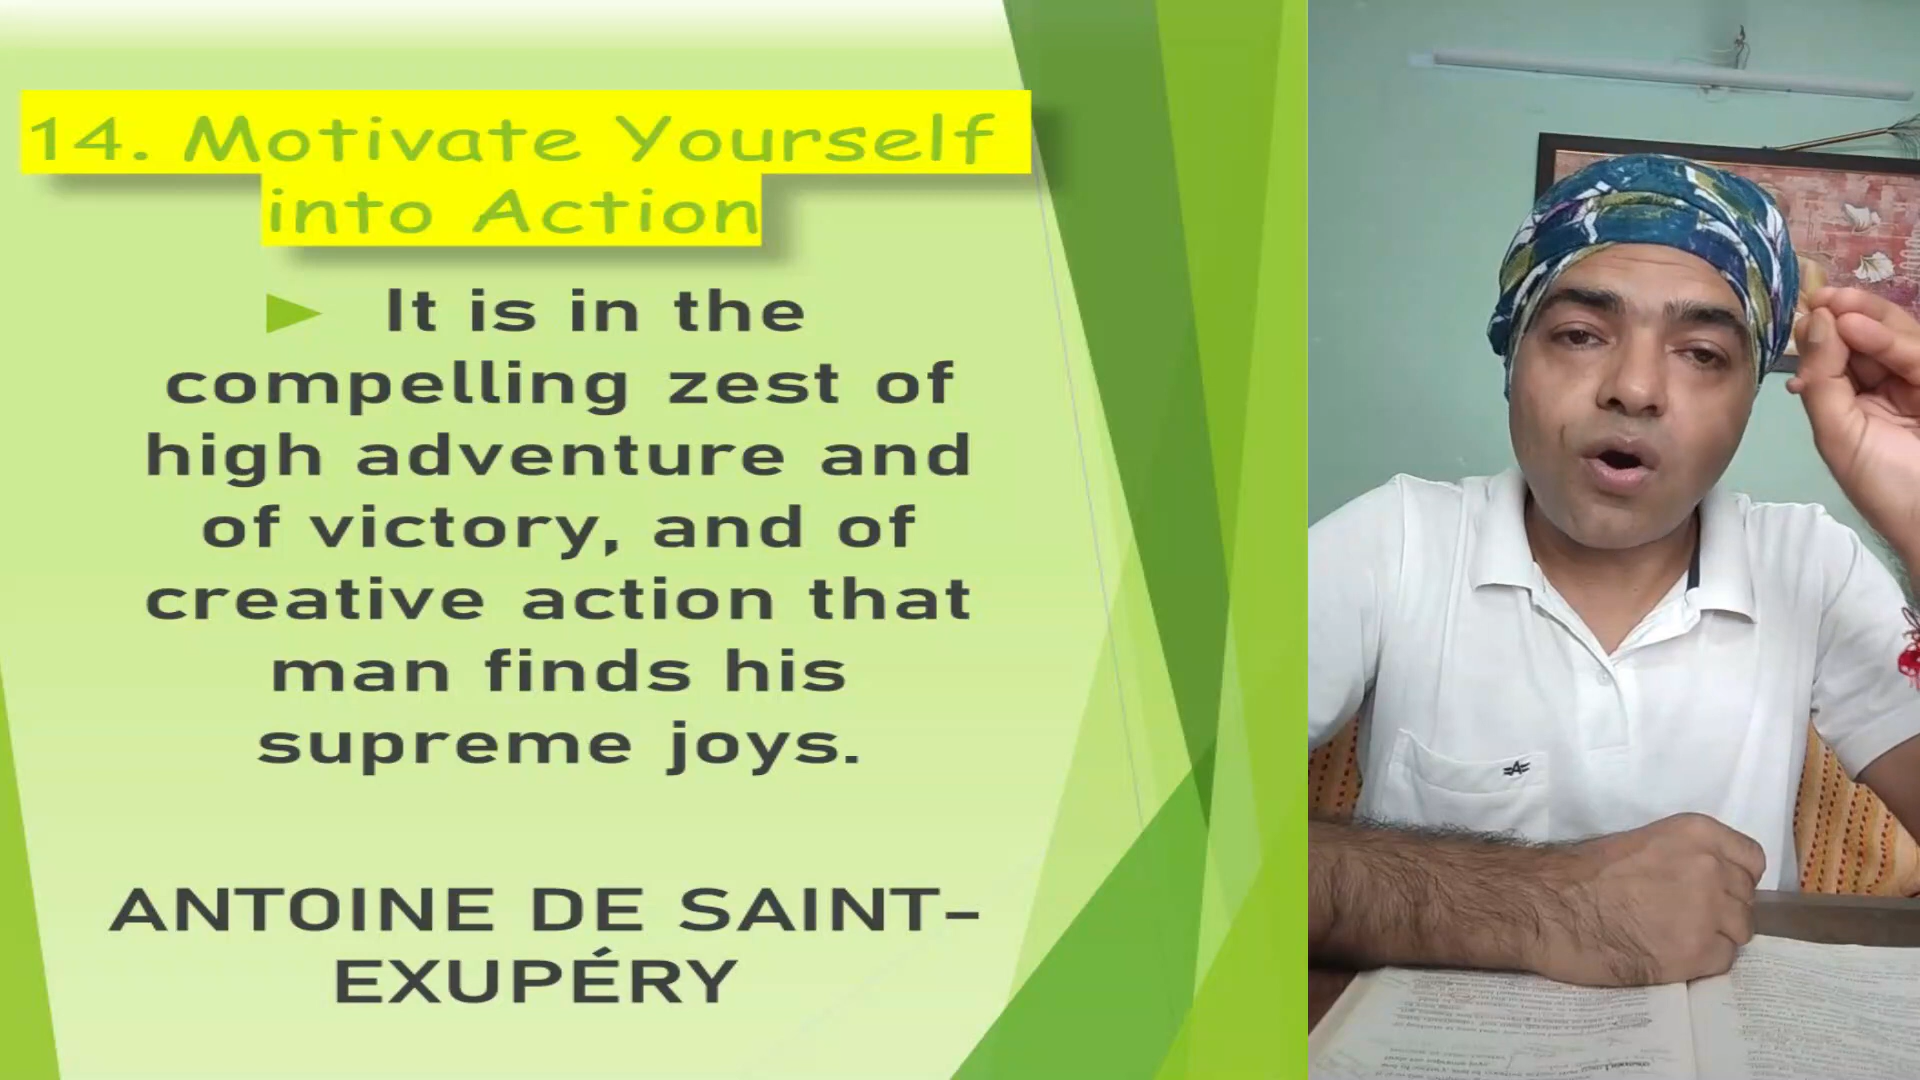 14. Motivate Yourself
into Action
It is in the
compelling zest of
high adventure and
of victory, and of
creative action that
man finds his
supreme joys.
ANTOINE DE SAINT-
EXUPÉRY